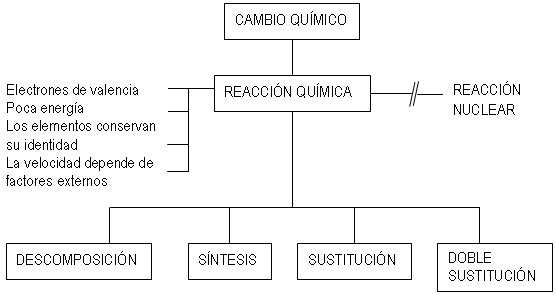 CAMBIO QUÍMICO
Electrones de valencia
Poca energía
Los elementos conservan
su identidad
La velocidad depende de
factores externos
REACCIÓN QUÍMICA
REACCIÓN
NUCLEAR
DESCOMPOSICIÓN
SÍNTESIS
SUSTITUCIÓN
DOBLE
SUSTITUCIÓN